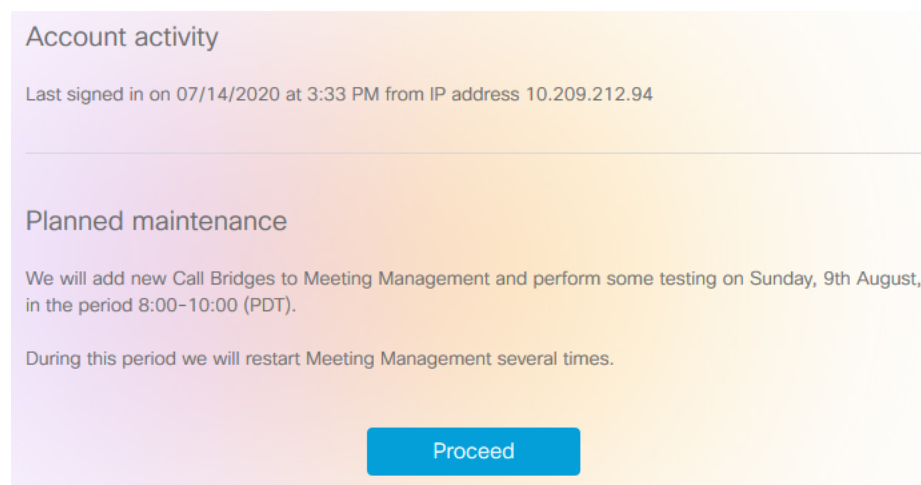 Account activity
Last signed in on 07/14/2020 at 3:33 PM from IP address 10.209.212.94
Planned maintenance
We will add new Call Bridges to Meeting Management and perform some testing on Sunday, 9th August,
in the period 8:00-10:00 (PDT).
During this period we will restart Meeting Management several times.
Proceed